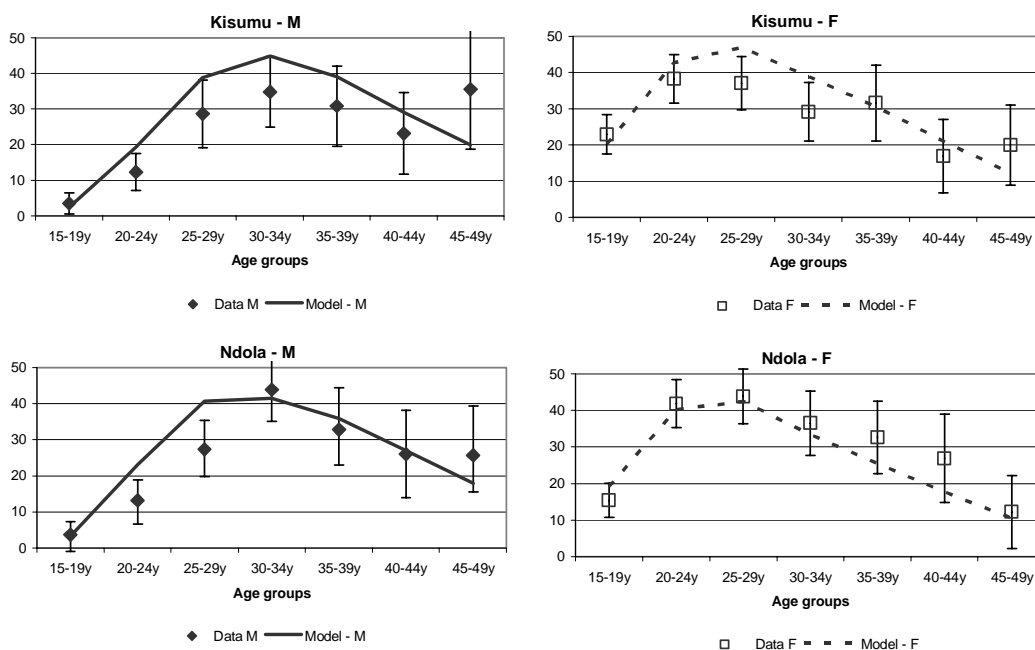 Kisumu - M
50
40
30
20
10
0
15-19y 20-24y 25-29y 30-34y 35-39y 40-44y 45-49y
Age groups
Data M Model - M
Kisumu - F
50
40
30
20
10
0
15-19y 20-24y 25-29y 30-34y 35-39y 40-44y 45-49y
Age groups
Data F Model - F
Ndola - M
50
40
30
20
10
0
15-19y 20-24y 25-29y 30-34y 35-39y 40-44y 45-49y
Age groups
Data M Model - M
Ndola - F
50
40
30
20
10
0
15-19y 20-24y 25-29y 30-34y 35-39y 40-44y 45-49y
Age groups
Data F Model - F